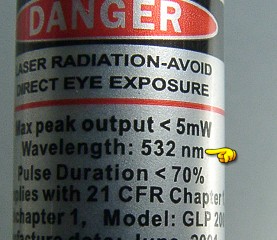 DANGER
LASER RADIATION-AVOID
DIRECT EYE EXPOSURE
Max peak output < 5mW
Wavelength: 532 nm
Pulse Duration < 70%
with 21 CFR Chapter
1, Model: GLP